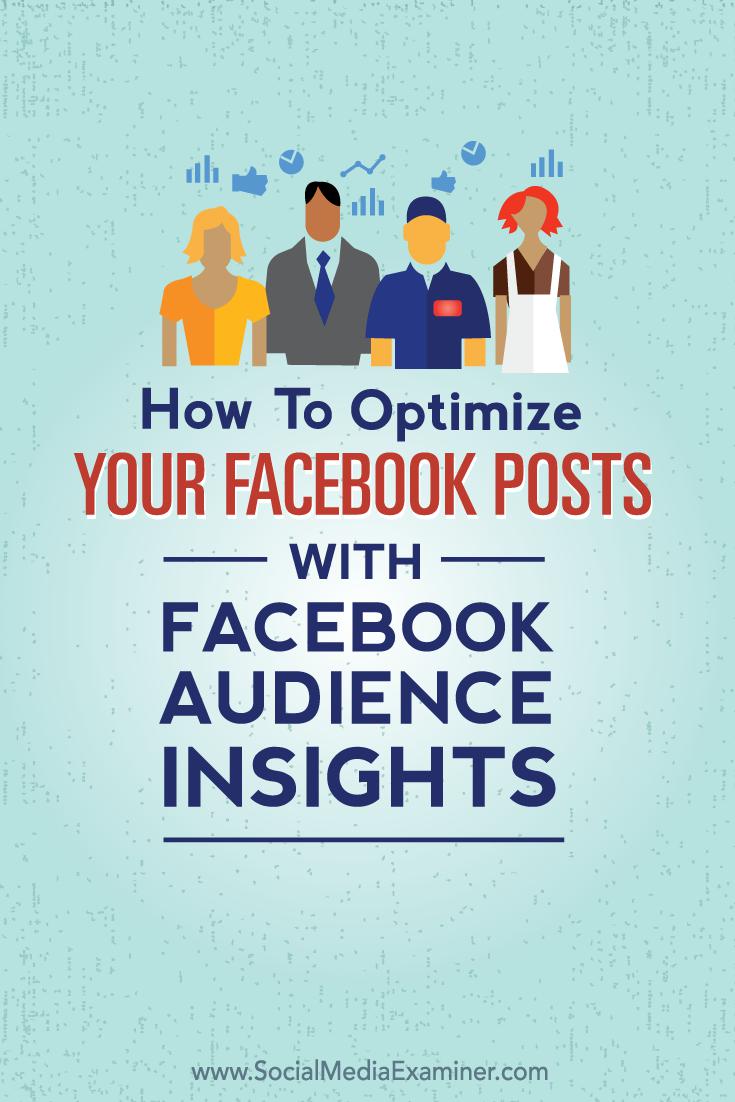 How To Optimize
YOUR FACEBOOK POSTS
WITH
FACEBOOK
AUDIENCE
INSIGHTS
www.SocialMediaExaminer.com